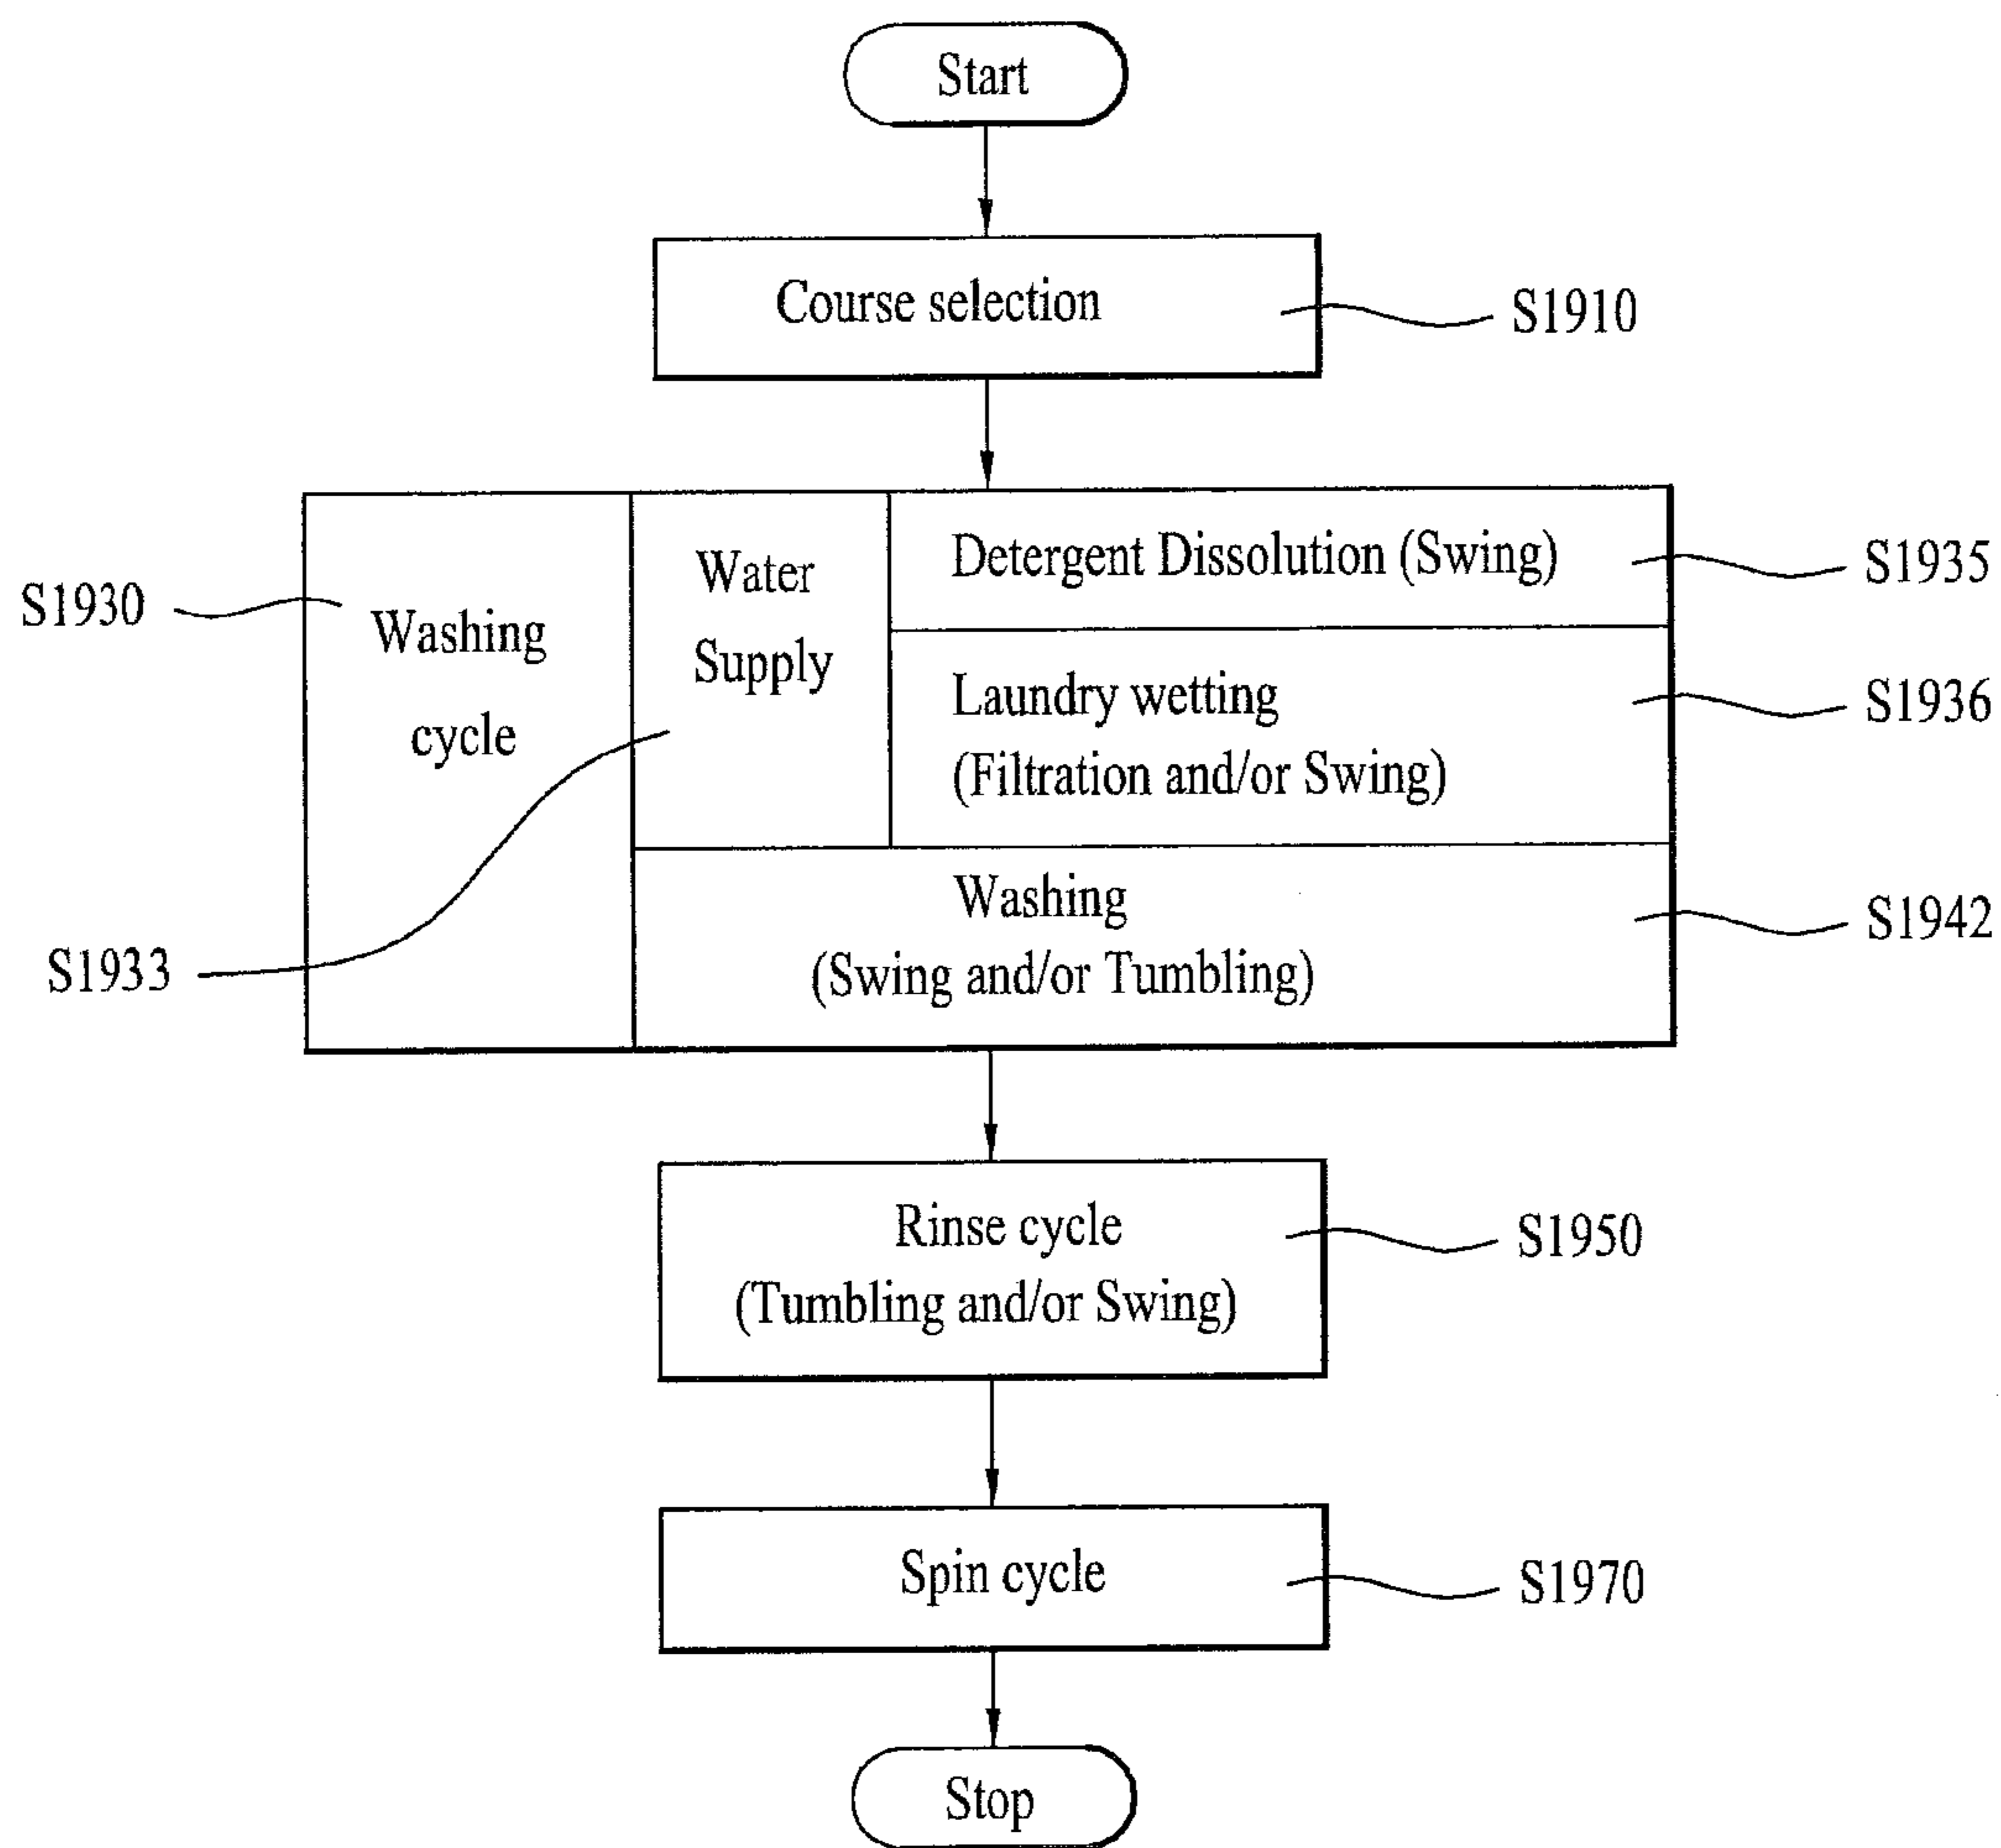 Start
Course selection
S1910
S1930
Washing
cycle
Water
Supply
S1933
Detergent Dissolution (Swing)
S1935
Laundry wetting
(Filtration and/or Swing)
S1936
Washing
(Swing and/or Tumbling)
S1942
Rinse cycle
(Tumbling and/or Swing)
S1950
Spin cycle
S1970
Stop